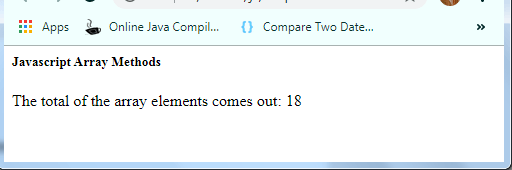 Apps Online Java Compil... {} Compare Two Date... »
Javascript Array Methods
The total of the array elements comes out: 18